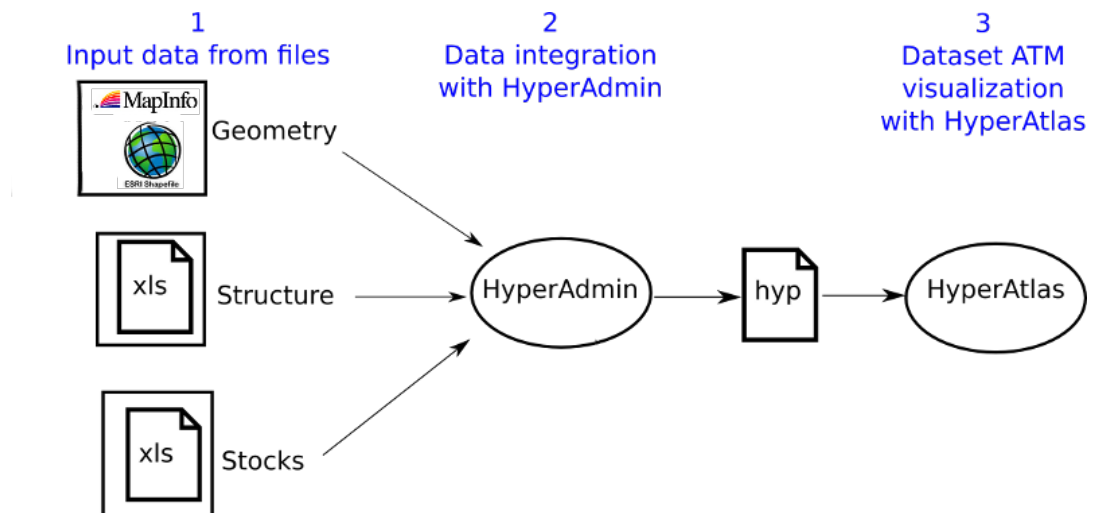 1
Input data from files
2
Data integration
with HyperAdmin
3
Dataset ATM
visualization
with HyperAtlas
MapInfo
ESRI Shapefile
Geometry
xls
Structure
xls
Stocks
HyperAdmin
hyp
HyperAtlas